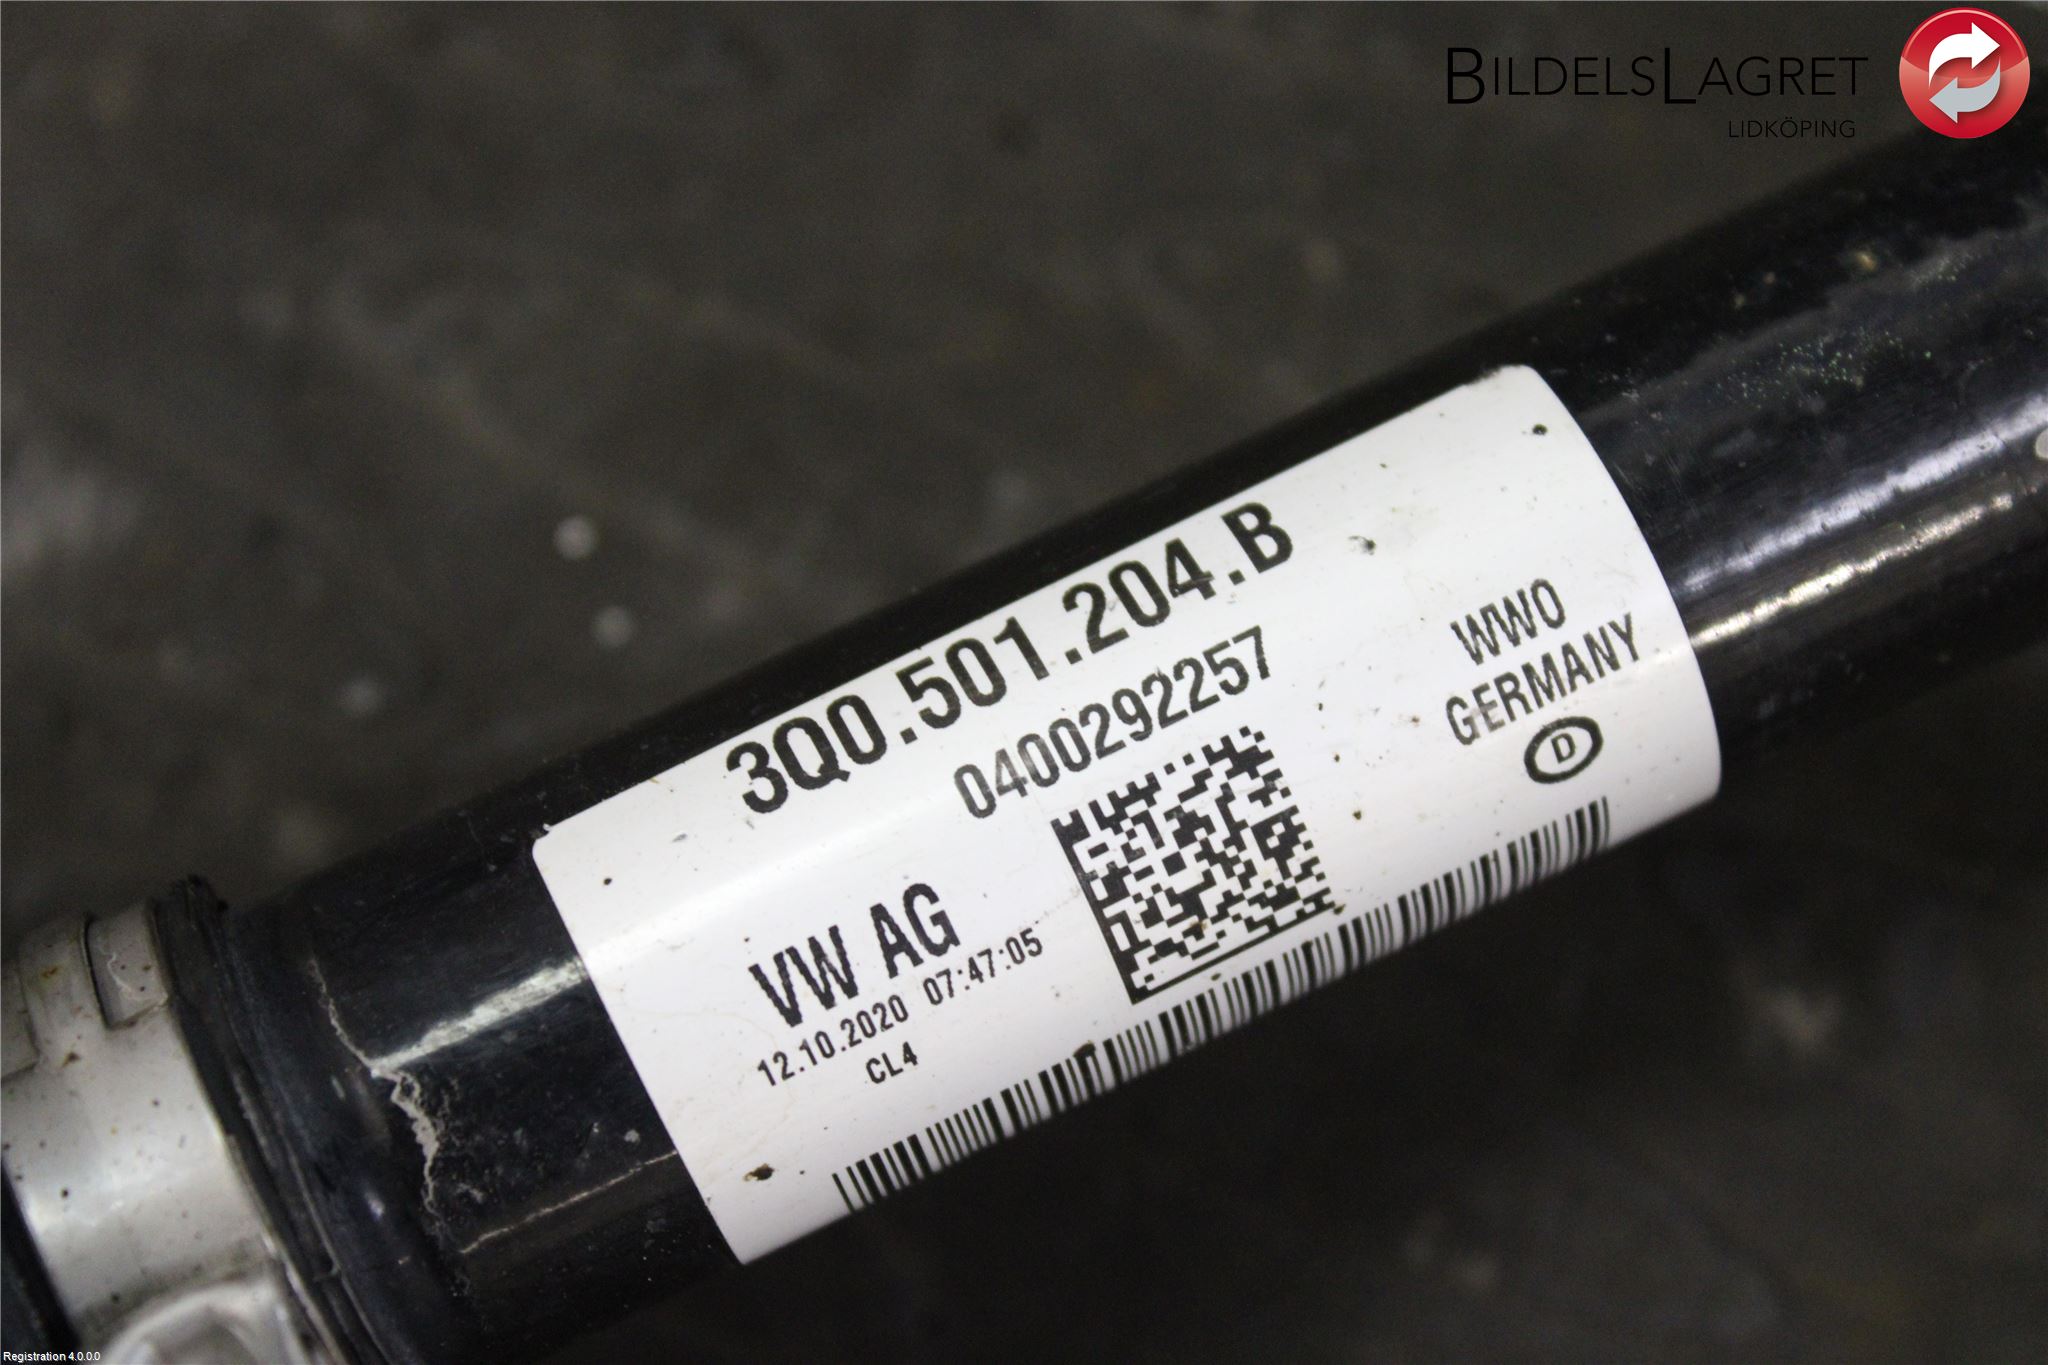 BILDELSLAGRET
LIDKÖPING
3Q0.501.204.B
0400292257
WWO
GERMANY
D
VW AG
12.10.2020 07:47:05
CL4
Registration 4.0.0.0